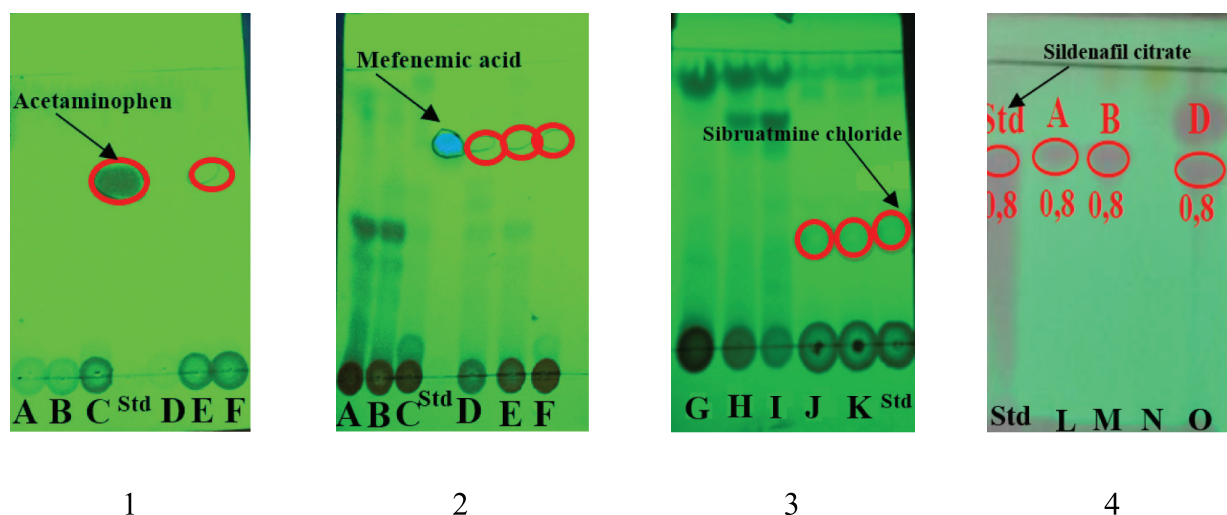 Acetaminophen
A B C Std D E F
1
Mefenemic acid
A B C Std D E F
2
Sibruatmine chloride
G H I J K Std
3
Sildenafil citrate
Std A B D
0,8 0,8 0,8 0,8
Std L M N O
4